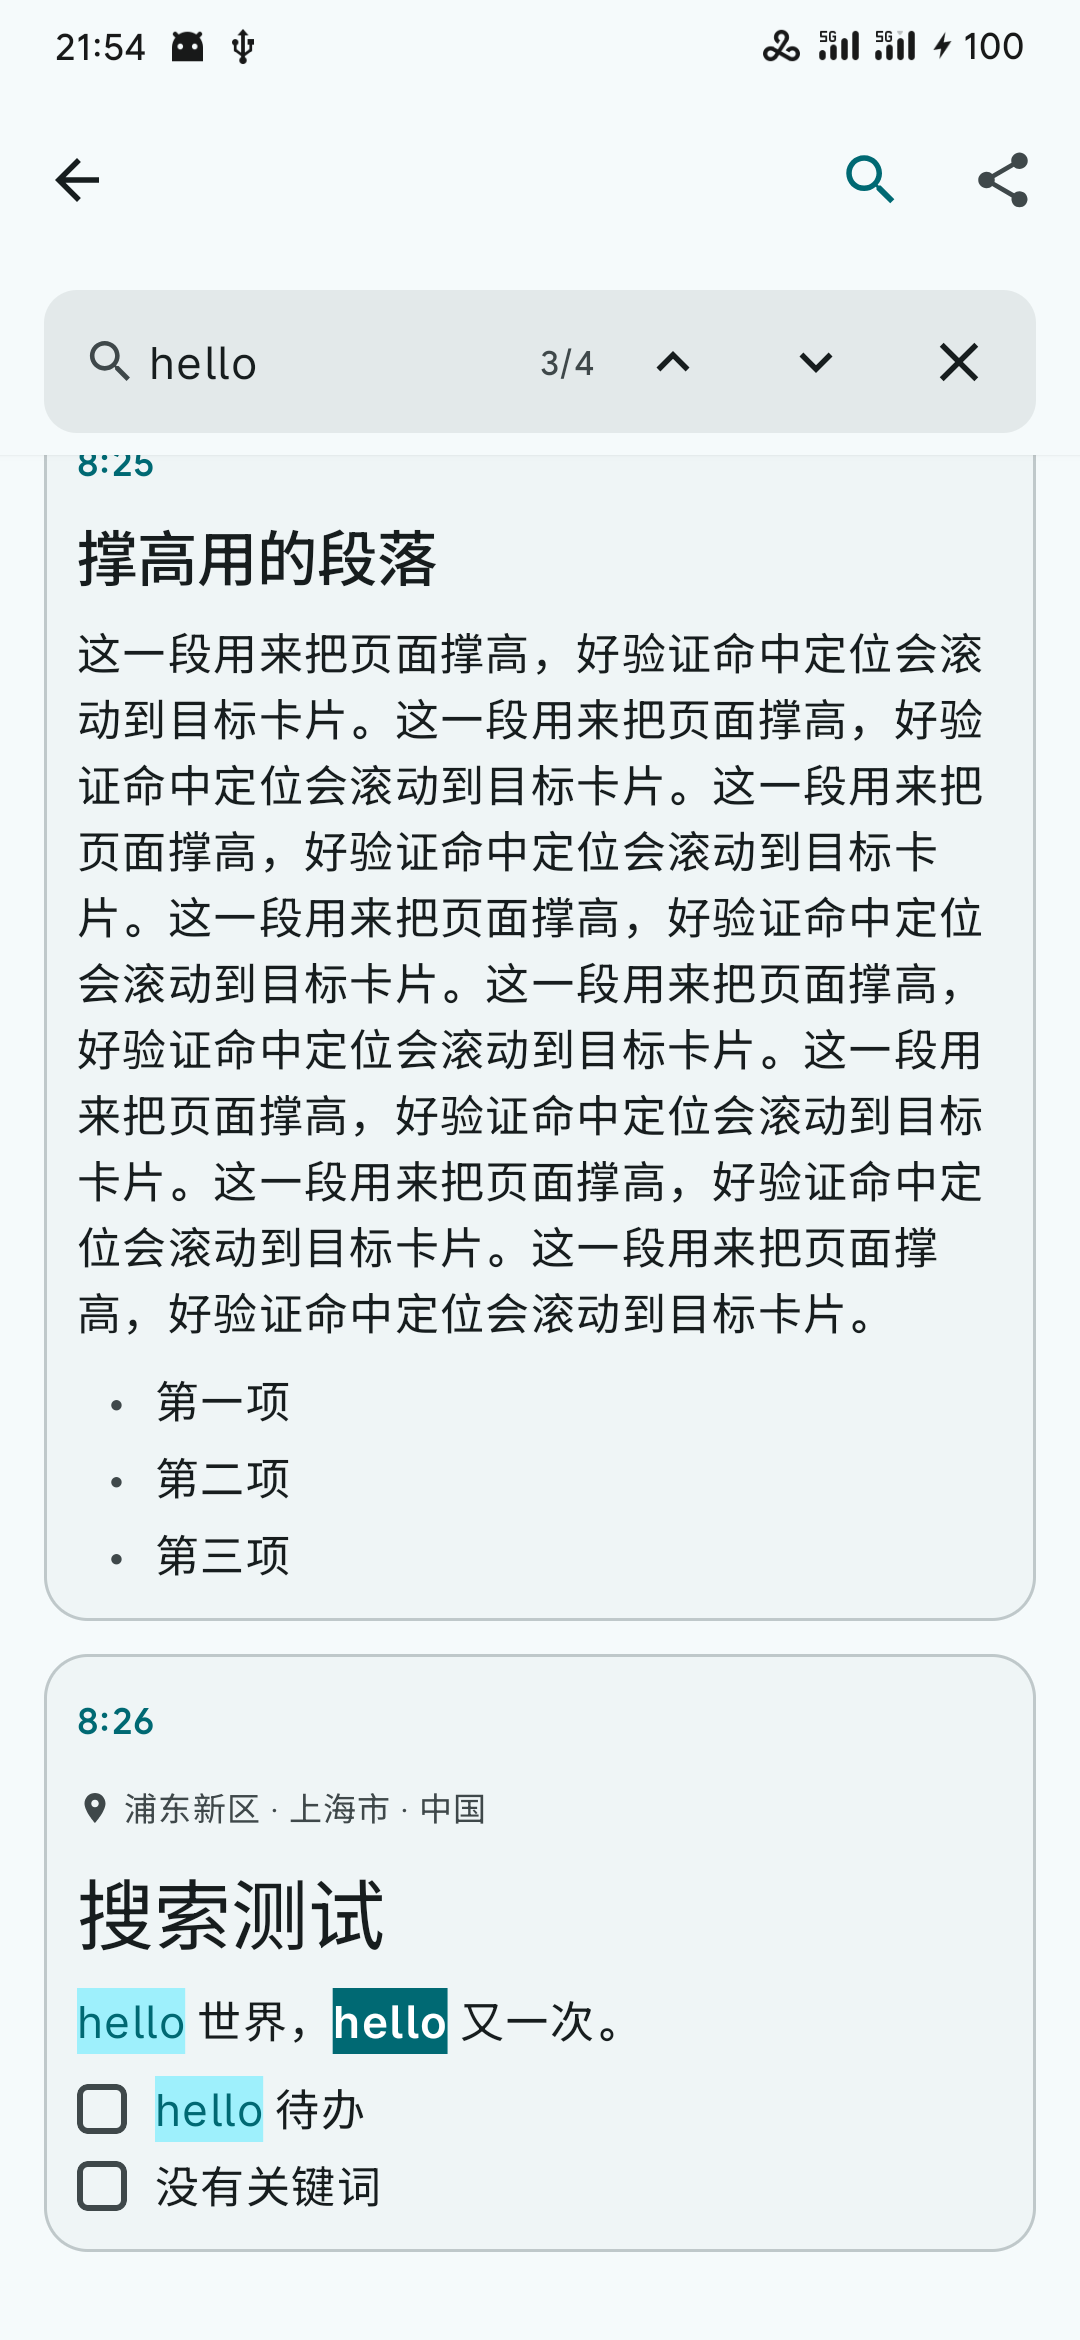 21:54 5G 5G 100
hello 3/4
8:25
撑高用的段落
这一段用来把页面撑高，好验证命中定位会滚
动到目标卡片。这一段用来把页面撑高，好验
证命中定位会滚动到目标卡片。这一段用来把
页面撑高，好验证命中定位会滚动到目标卡
片。这一段用来把页面撑高，好验证命中定位
会滚动到目标卡片。这一段用来把页面撑高，
好验证命中定位会滚动到目标卡片。这一段用
来把页面撑高，好验证命中定位会滚动到目标
卡片。这一段用来把页面撑高，好验证命中定
位会滚动到目标卡片。这一段用来把页面撑
高，好验证命中定位会滚动到目标卡片。
• 第一项
• 第二项
• 第三项
8:26
浦东新区 · 上海市 · 中国
搜索测试
hello 世界，hello 又一次。
hello 待办
没有关键词